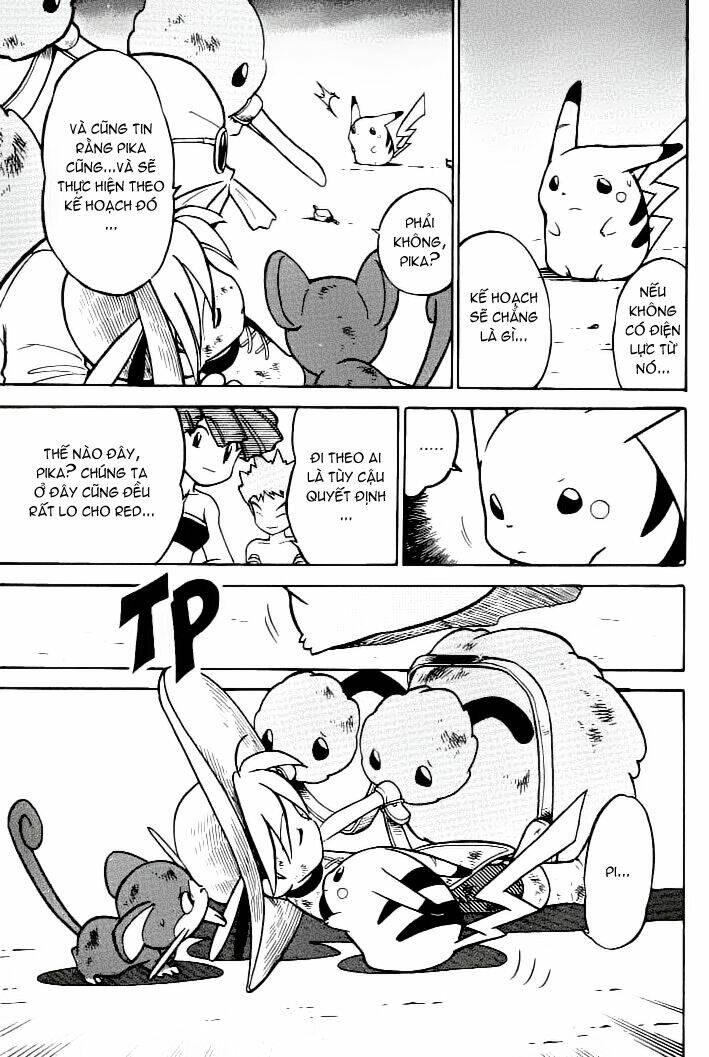 NẾU
KHÔNG
CÓ ĐIỆN
LỰC TỪ
NÓ...
KẾ HOẠCH
SẼ CHẲNG
LÀ GÌ...
PHẢI
KHÔNG,
PIKA?
VÀ CŨNG TIN
RẰNG PIKA
CŨNG...VÀ SẼ
THỰC HIỆN THEO
KẾ HOẠCH ĐÓ
...
.....
ĐI THEO AI
LÀ TÙY CẬU
QUYẾT ĐỊNH
...
THẾ NÀO ĐÂY,
PIKA? CHÚNG TA
Ở ĐÂY CŨNG ĐỀU
RẤT LO CHO RED...
TP
PI...